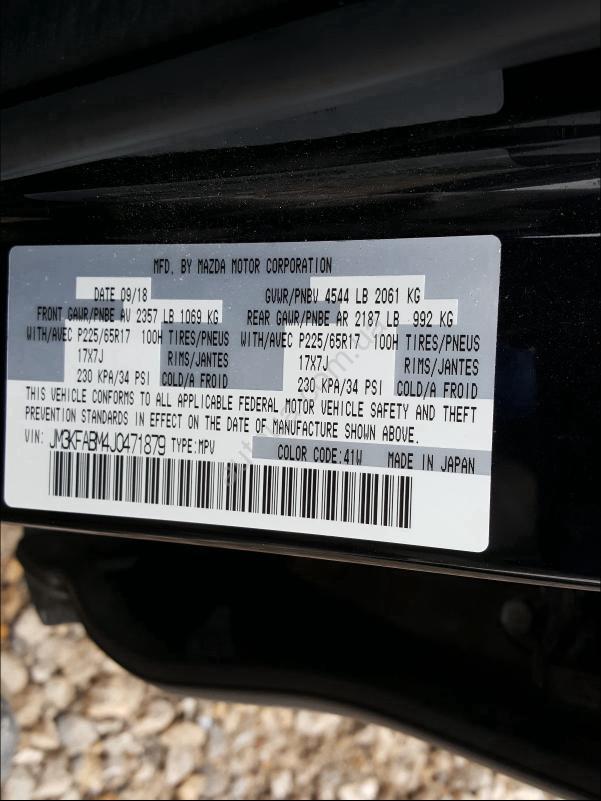 MFD. BY MAZDA MOTOR CORPORATION
DATE 09/18 GVWR/PNBV 4544 LB 2061 KG
FRONT GAWR/PNBE AV 2357 LB 1069 KG REAR GAWR/PNBE AR 2187 LB 992 KG
WITH/AVEC P225/65R17 100H TIRES/PNEUS WITH/AVEC P225/65R17 100H TIRES/PNEUS
17X7J RIMS/JANTES 17X7J RIMS/JANTES
230 KPA/34 PSI COLD/A FROID 230 KPA/34 PSI COLD/A FROID
THIS VEHICLE CONFORMS TO ALL APPLICABLE FEDERAL MOTOR VEHICLE SAFETY AND THEFT
PREVENTION STANDARDS IN EFFECT ON THE DATE OF MANUFACTURE SHOWN ABOVE.
VIN: JM3KFABM4J0471879 TYPE:MPV
COLOR CODE:41W MADE IN JAPAN